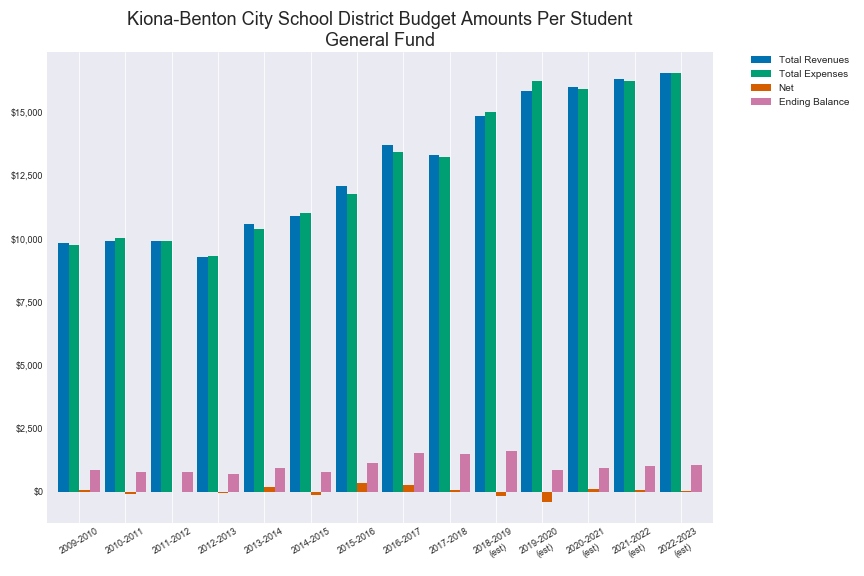 Kiona-Benton City School District Budget Amounts Per Student
General Fund
Total Revenues
Total Expenses
Net
Ending Balance
$15,000
$12,500
$10,000
$7,500
$5,000
$2,500
$0
2009-2010
2010-2011
2011-2012
2012-2013
2013-2014
2014-2015
2015-2016
2016-2017
2017-2018
2018-2019
(est)
2019-2020
(est)
2020-2021
(est)
2021-2022
(est)
2022-2023
(est)